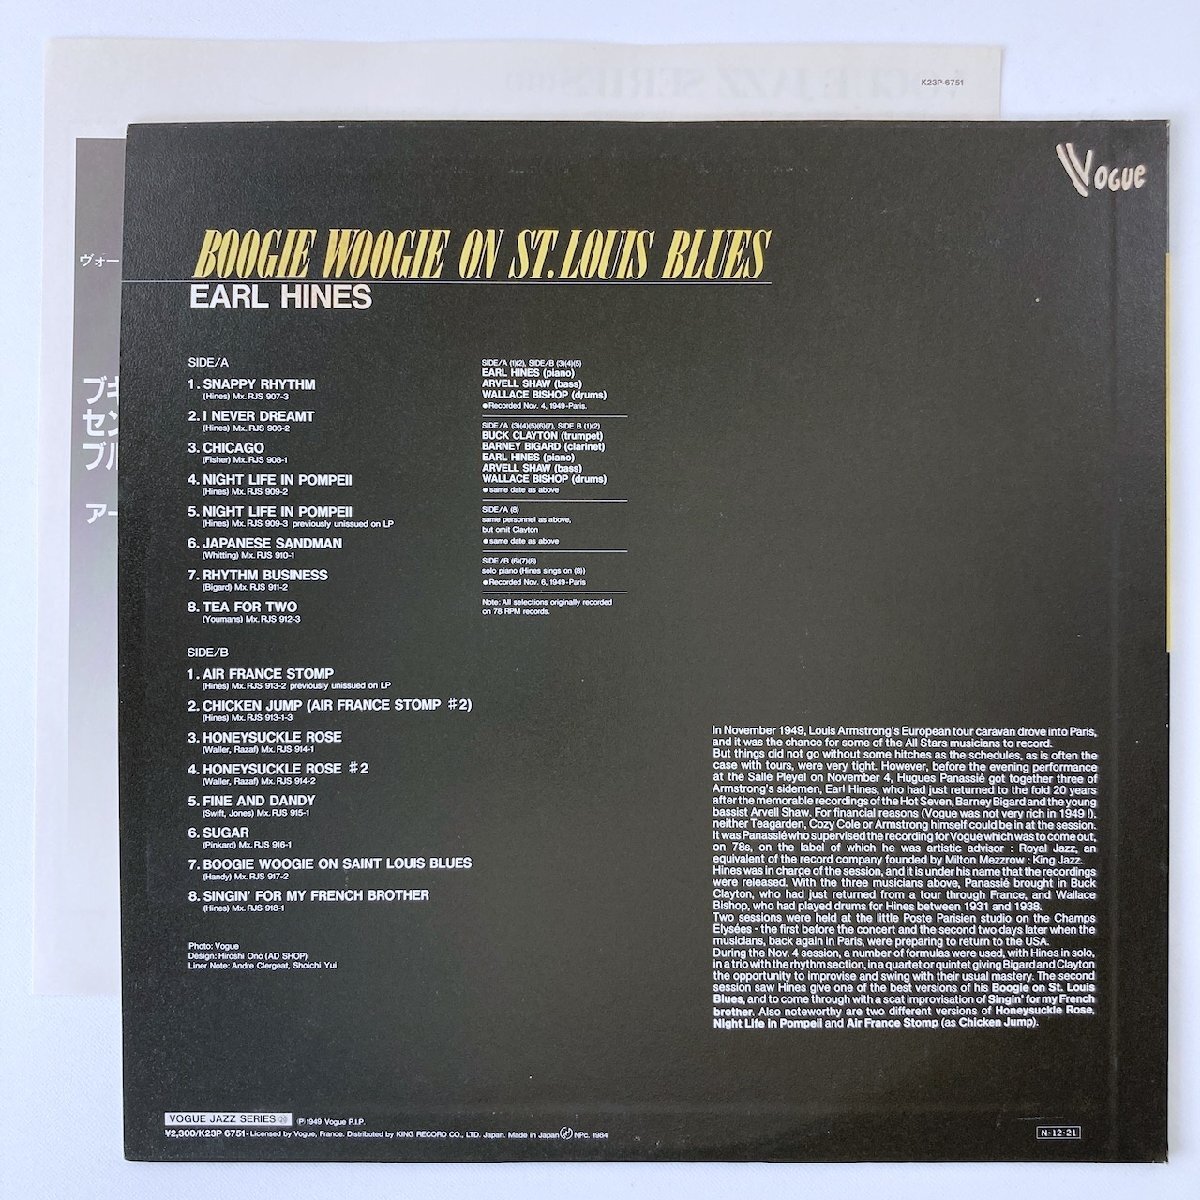 K23P-6751
VOGUE
ヴォー
ブギ
セン
ブル
アー
BOOGIE WOOGIE ON ST. LOUIS BLUES
EARL HINES
SIDE/A
1. SNAPPY RHYTHM
(Hines) Mx. RJS 907-3
2. I NEVER DREAMT
(Hines) Mx. RJS 906-2
3. CHICAGO
(Fisher) Mx. RJS 908-1
4. NIGHT LIFE IN POMPEII
(Hines) Mx. RJS 909-2
5. NIGHT LIFE IN POMPEII
(Hines) Mx. RJS 909-3 previously unissued on LP
6. JAPANESE SANDMAN
(Whitting) Mx. RJS 910-1
7. RHYTHM BUSINESS
(Bigard) Mx. RJS 911-2
8. TEA FOR TWO
(Youmans) Mx. RJS 912-3
SIDE/B
1. AIR FRANCE STOMP
(Hines) Mx. RJS 913-2 previously unissued on LP
2. CHICKEN JUMP (AIR FRANCE STOMP #2)
(Hines) Mx. RJS 913-1-3
3. HONEYSUCKLE ROSE
(Waller, Razaf) Mx. RJS 914-1
4. HONEYSUCKLE ROSE #2
(Waller, Razaf) Mx. RJS 914-2
5. FINE AND DANDY
(Swift, Jones) Mx. RJS 915-1
6. SUGAR
(Pinkard) Mx. RJS 916-1
7. BOOGIE WOOGIE ON SAINT LOUIS BLUES
(Handy) Mx. RJS 917-2
8. SINGIN' FOR MY FRENCH BROTHER
(Hines) Mx. RJS 918-1
Photo: Vogue
Design: Hiroshi Ono (AD SHOP)
Liner Note: Andre Clergeat, Shoichi Yui
SIDE/A (1)(2), SIDE/B (3)(4)(5)
EARL HINES (piano)
ARVELL SHAW (bass)
WALLACE BISHOP (drums)
●Recorded Nov. 4, 1949-Paris.
SIDE/A (3)(4)(5)(6)(7), SIDE B (1)(2)
BUCK CLAYTON (trumpet)
BARNEY BIGARD (clarinet)
EARL HINES (piano)
ARVELL SHAW (bass)
WALLACE BISHOP (drums)
●same date as above
SIDE/A (8)
same personnel as above,
but omit Clayton
●same date as above
SIDE/B (6)(7)(8)
solo piano (Hines sings on (8))
●Recorded Nov. 6, 1949-Paris
Note: All selections originally recorded
on 78 RPM records.
In November 1949, Louis Armstrong's European tour caravan drove into Paris,
and it was the chance for some of the All Stars musicians to record.
But things did not go without some hitches as the schedules, as is often the
case with tours, were very tight. However, before the evening performance
at the Salle Pleyel on November 4, Hugues Panassié got together three of
Armstrong's sidemen, Earl Hines, who had just returned to the fold 20 years
after the memorable recordings of the Hot Seven, Barney Bigard and the young
bassist Arvell Shaw. For financial reasons (Vogue was not very rich in 1949 !),
neither Teagarden, Cozy Cole or Armstrong himself could be in at the session.
It was Panassié who supervised the recording for Vogue which was to come out,
on 78s, on the label of which he was artistic advisor : Royal Jazz, an
equivalent of the record company founded by Milton Mezzrow : King Jazz.
Hines was in charge of the session, and it is under his name that the recordings
were released. With the three musicians above, Panassié brought in Buck
Clayton, who had just returned from a tour through France, and Wallace
Bishop, who had played drums for Hines between 1931 and 1938.
Two sessions were held at the little Poste Parisien studio on the Champs
Elysées - the first before the concert and the second two days later when the
musicians, back again in Paris, were preparing to return to the USA.
During the Nov. 4 session, a number of formulas were used, with Hines in solo,
in a trio with the rhythm section, in a quartet or quintet giving Bigard and Clayton
the opportunity to improvise and swing with their usual mastery. The second
session saw Hines give one of the best versions of his Boogie on St. Louis
Blues, and to come through with a scat improvisation of Singin' for my French
brother. Also noteworthy are two different versions of Honeysuckle Rose,
Night Life in Pompeii and Air France Stomp (as Chicken Jump).
VOGUE JAZZ SERIES
Ⓟ1949 Vogue P.I.P.
¥2,300/K23P 6751·Licensed by Vogue, France. Distributed by KING RECORD CO., LTD. Japan. Made in Japan NPC. 1984
N·12·21